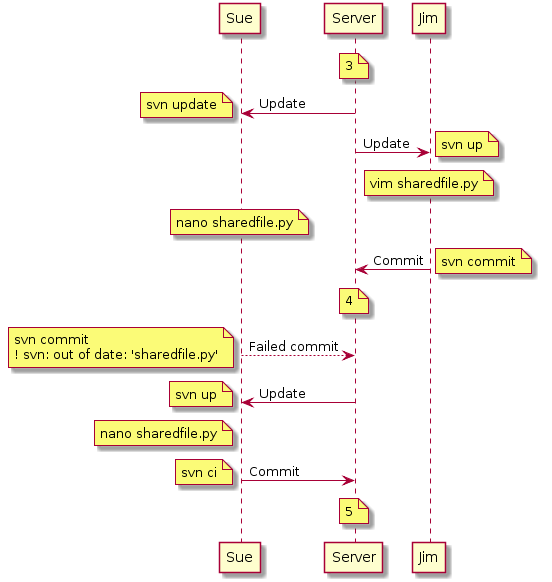 Sue Server Jim
3
svn update Update
Update svn up
vim sharedfile.py
nano sharedfile.py
Commit svn commit
4
svn commit
! svn: out of date: 'sharedfile.py' Failed commit
svn up Update
nano sharedfile.py
svn ci Commit
5
Sue Server Jim